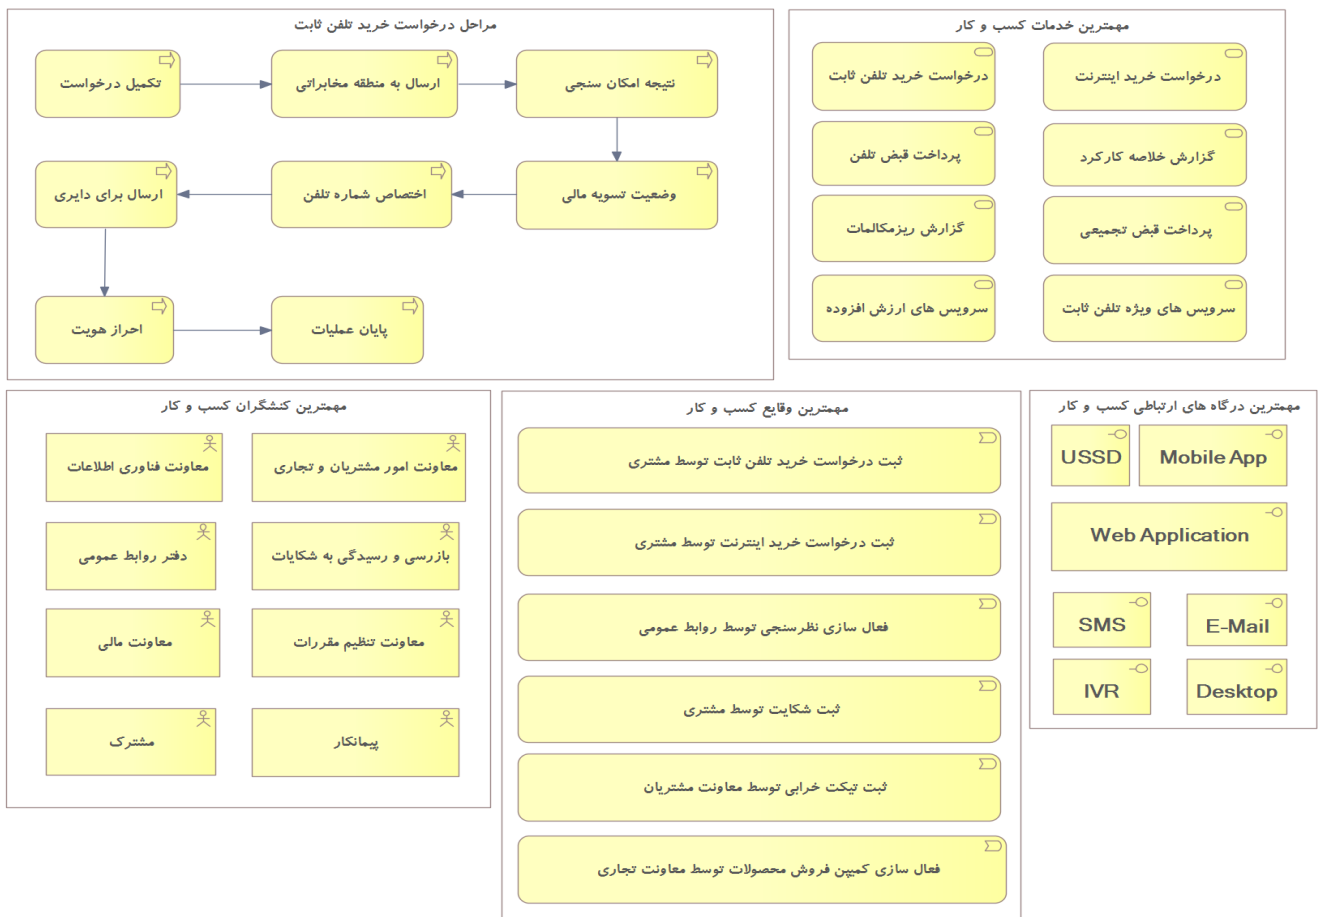 مراحل درخواست خرید تلفن ثابت
تکمیل درخواست
ارسال به منطقه مخابراتی
نتیجه امکان سنجی
وضعیت تسویه مالی
اختصاص شماره تلفن
ارسال برای دایری
احراز هویت
پایان عملیات
مهمترین خدمات کسب و کار
درخواست خرید اینترنت
درخواست خرید تلفن ثابت
گزارش خلاصه کارکرد
پرداخت قبض تلفن
پرداخت قبض تجمیعی
گزارش ریزمکالمات
سرویس های ویژه تلفن ثابت
سرویس های ارزش افزوده
مهمترین کنشگران کسب و کار
معاونت امور مشتریان و تجاری
معاونت فناوری اطلاعات
بازرسی و رسیدگی به شکایات
دفتر روابط عمومی
معاونت تنظیم مقررات
معاونت مالی
پیمانکار
مشترک
مهمترین وقایع کسب و کار
ثبت درخواست خرید تلفن ثابت توسط مشتری
ثبت درخواست خرید اینترنت توسط مشتری
فعال سازی نظرسنجی توسط روابط عمومی
ثبت شکایت توسط مشتری
ثبت تیکت خرابی توسط معاونت مشتریان
فعال سازی کمیپن فروش محصولات توسط معاونت تجاری
مهمترین درگاه های ارتباطی کسب و کار
USSD
Mobile App
Web Application
SMS
E-Mail
IVR
Desktop